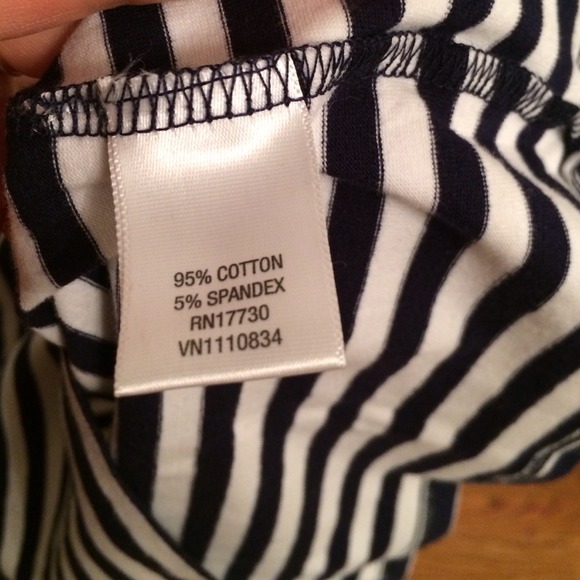 95% COTTON
5% SPANDEX
RN17730
VN1110834